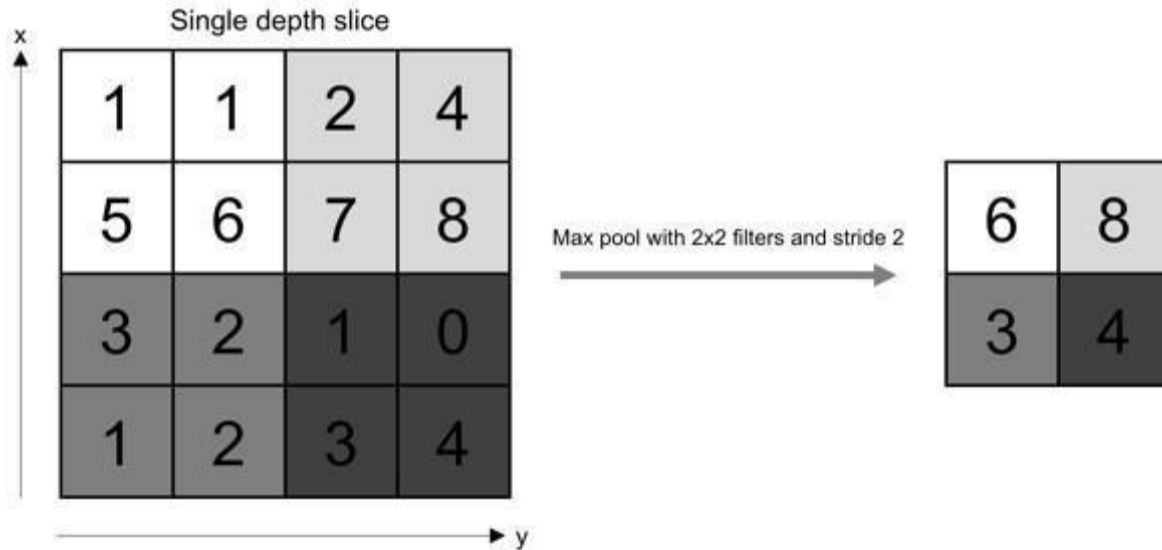 Single depth slice
x
1 1 2 4
5 6 7 8
3 2 1 0
1 2 3 4
y
Max pool with 2x2 filters and stride 2
6 8
3 4